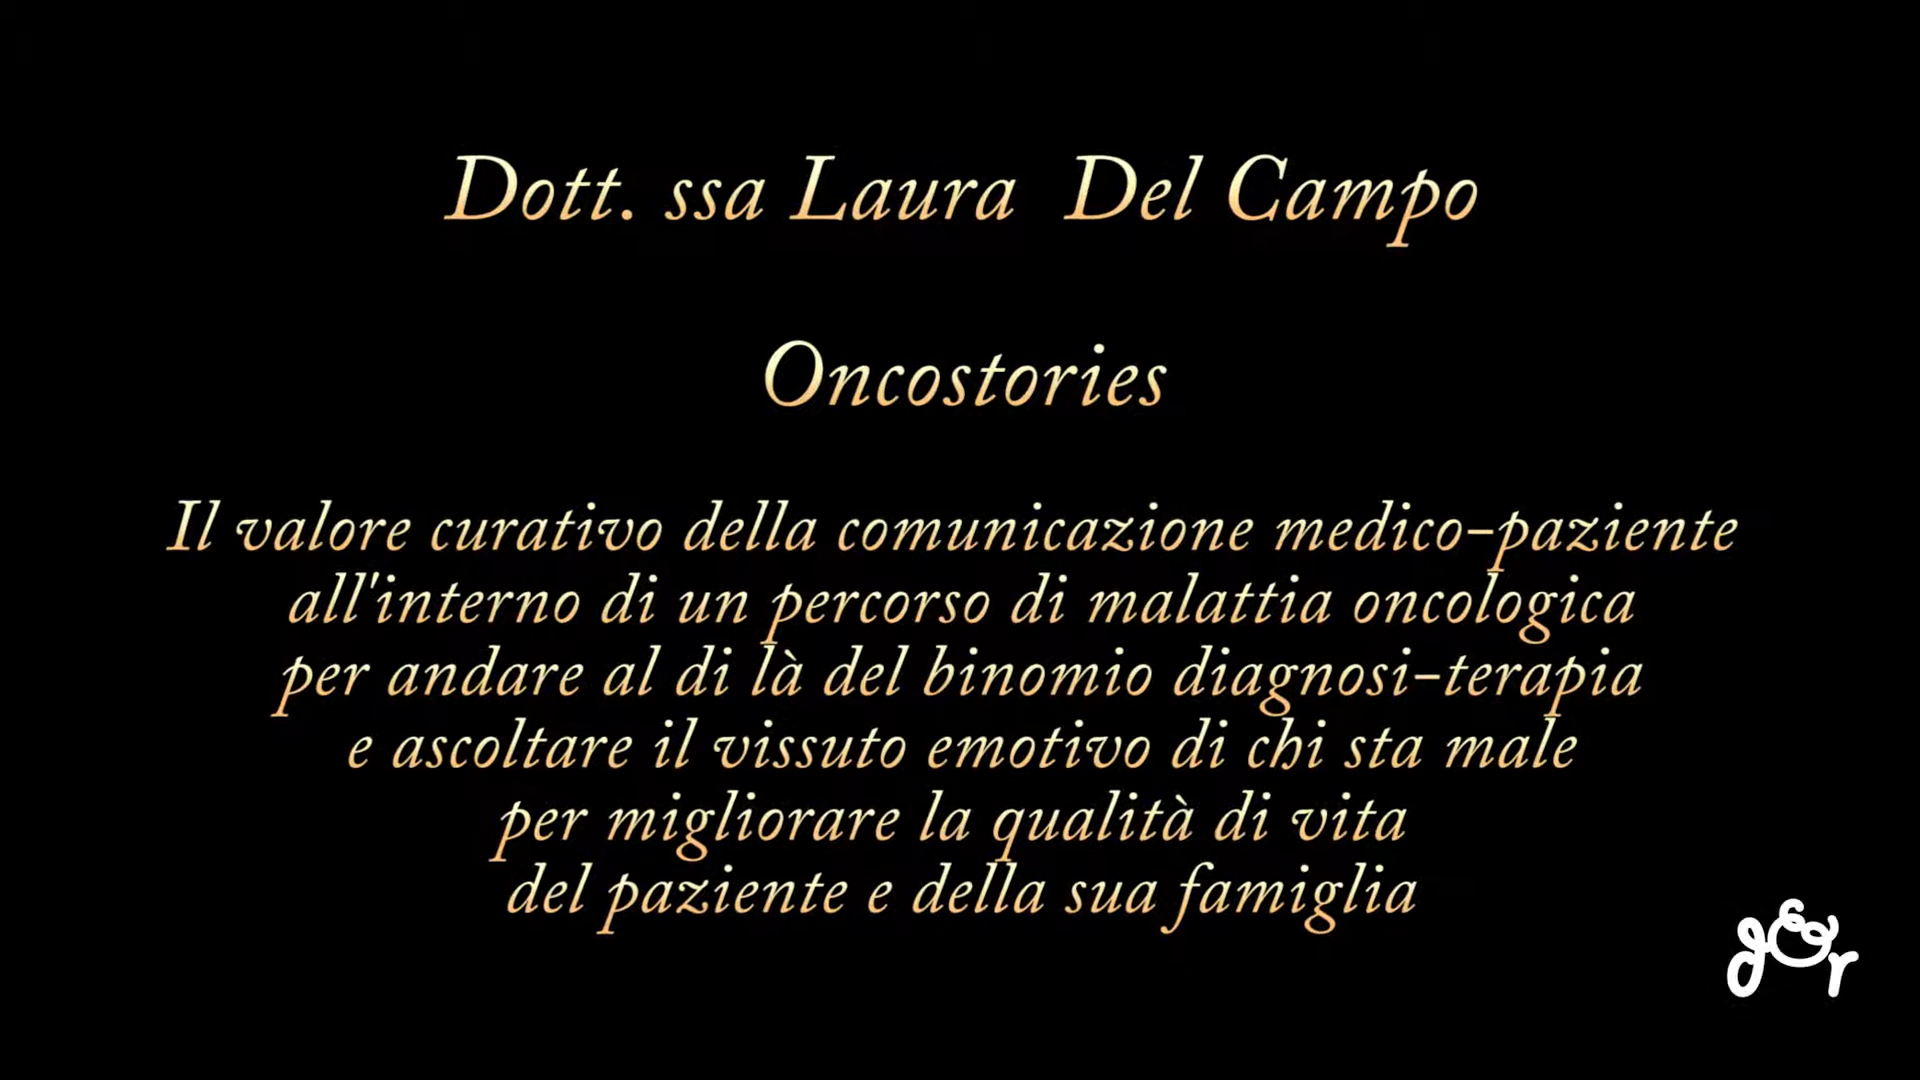 Dott. ssa Laura Del Campo
Oncostories
Il valore curativo della comunicazione medico-paziente
all'interno di un percorso di malattia oncologica
per andare al di là del binomio diagnosi-terapia
e ascoltare il vissuto emotivo di chi sta male
per migliorare la qualità di vita
del paziente e della sua famiglia
g&r